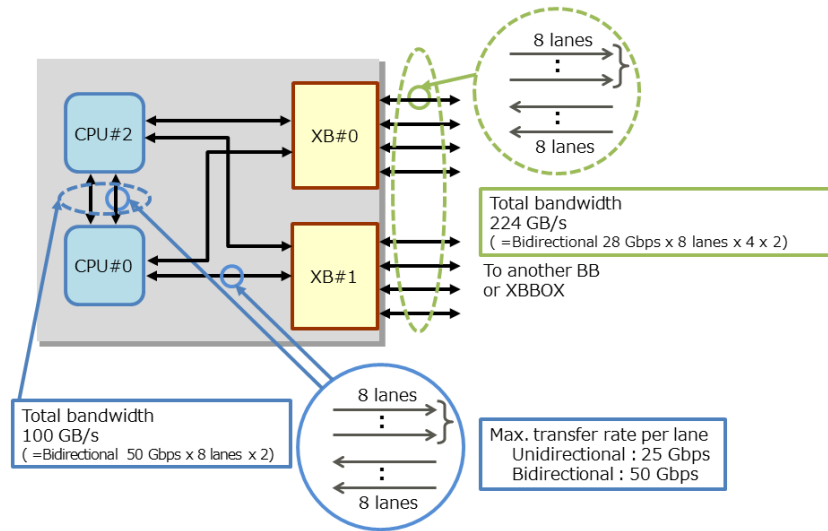 8 lanes
:
:
8 lanes
CPU#2
XB#0
CPU#0
XB#1
Total bandwidth
224 GB/s
( =Bidirectional 28 Gbps x 8 lanes x 4 x 2)
To another BB
or XBBOX
Total bandwidth
100 GB/s
( =Bidirectional 50 Gbps x 8 lanes x 2)
8 lanes
:
:
8 lanes
Max. transfer rate per lane
Unidirectional : 25 Gbps
Bidirectional : 50 Gbps